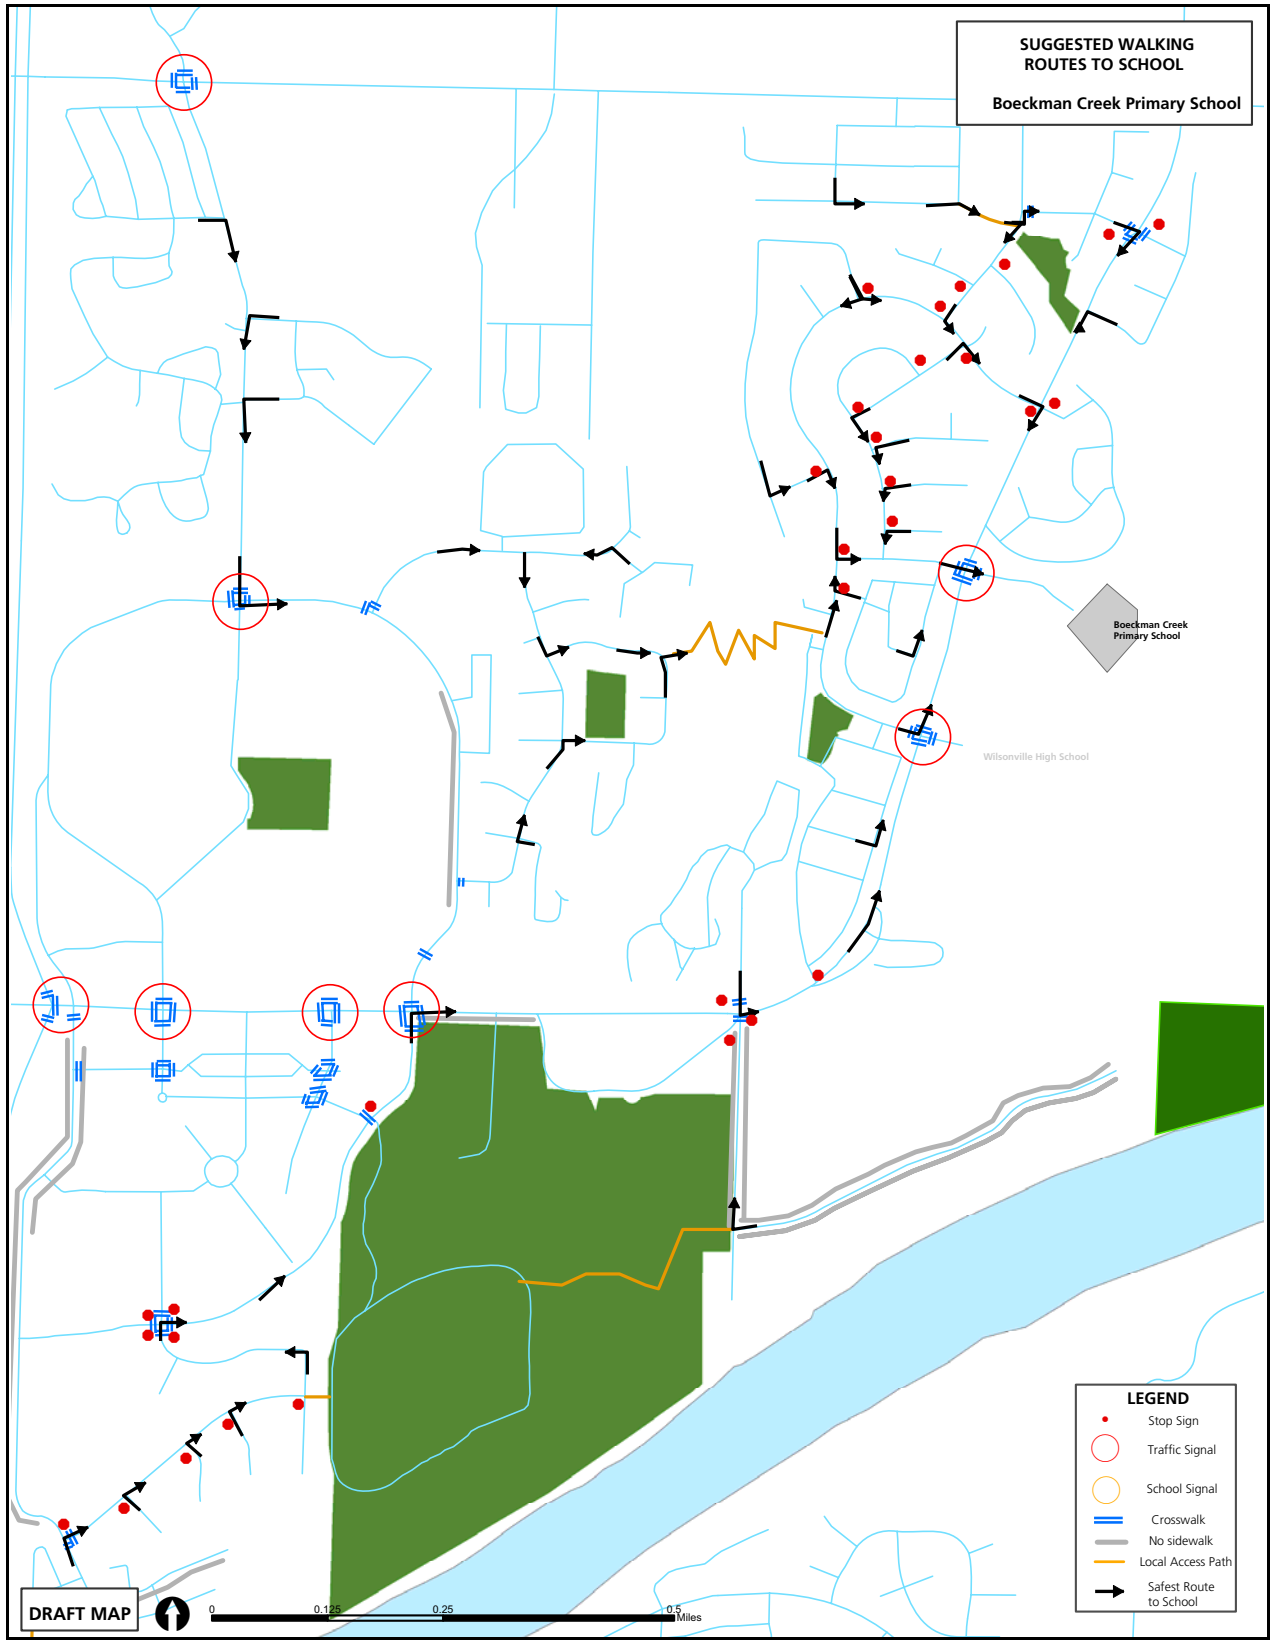 SUGGESTED WALKING
ROUTES TO SCHOOL
Boeckman Creek Primary School
Boeckman Creek
Primary School
Wilsonville High School
LEGEND
Stop Sign
Traffic Signal
School Signal
Crosswalk
No sidewalk
Local Access Path
Safest Route
to School
DRAFT MAP
0 0.125 0.25 0.5
Miles